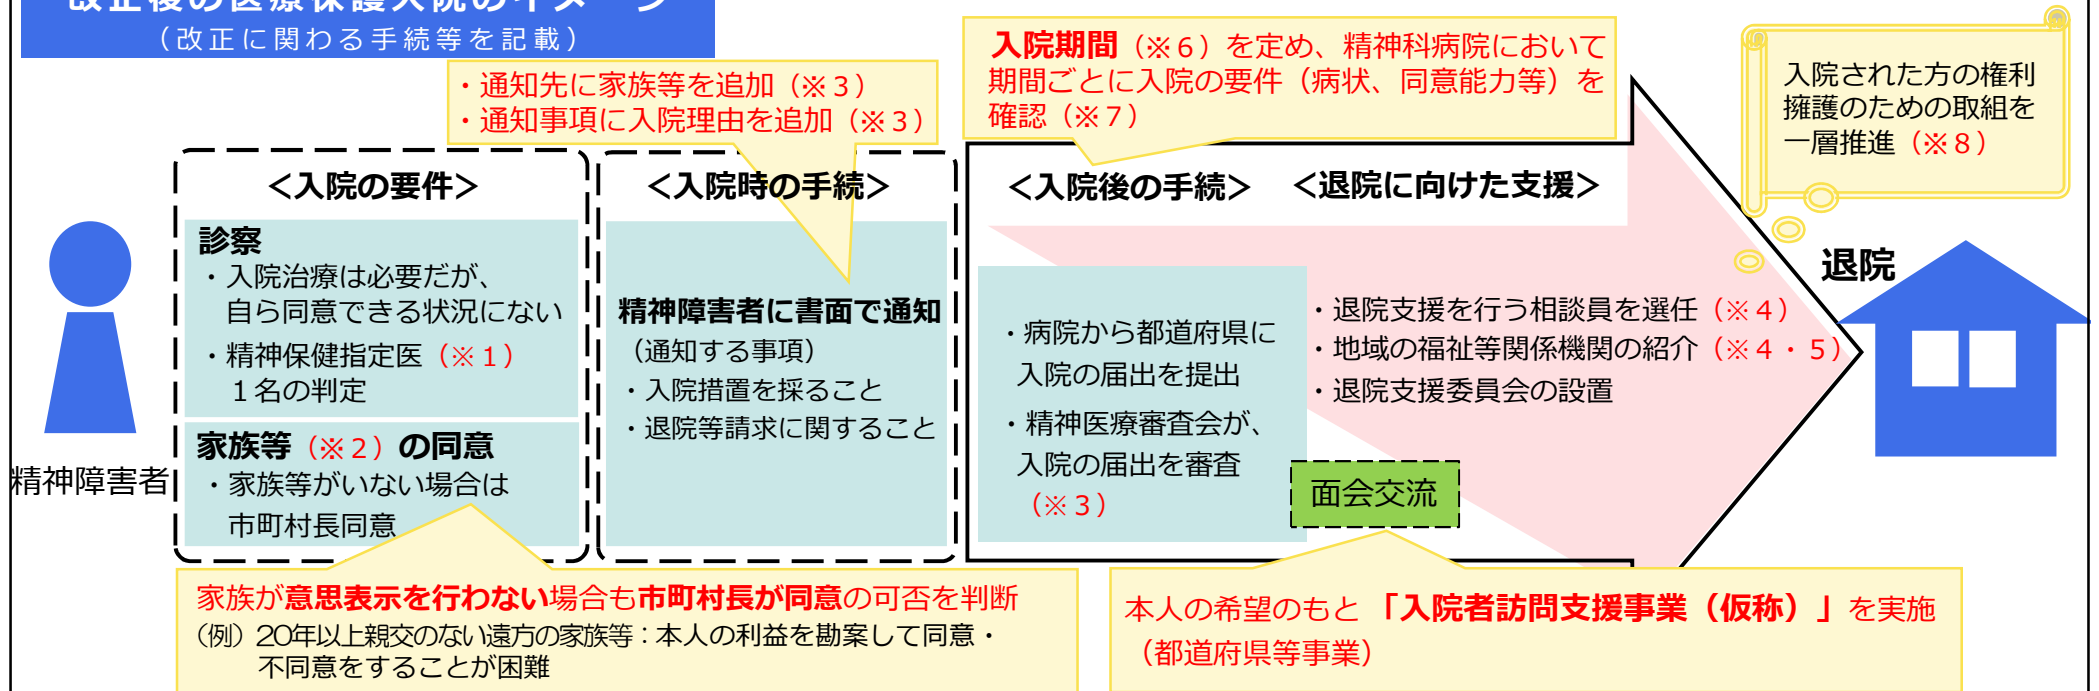 改正後の医療保護入院のイメージ
（改正に関わる手続等を記載）
・通知先に家族等を追加（※３）
・通知事項に入院理由を追加（※３）
入院期間（※６）を定め、精神科病院において
期間ごとに入院の要件（病状、同意能力等）を
確認（※７）
入院された方の権利
擁護のための取組を
一層推進（※８）
精神障害者
＜入院の要件＞
診察
・入院治療は必要だが、
自ら同意できる状況にない
・精神保健指定医（※１）
１名の判定
家族等（※２）の同意
・家族等がいない場合は
市町村長同意
＜入院時の手続＞
精神障害者に書面で通知
（通知する事項）
・入院措置を採ること
・退院等請求に関すること
＜入院後の手続＞
・病院から都道府県に
入院の届出を提出
・精神医療審査会が、
入院の届出を審査
（※３）
＜退院に向けた支援＞
・退院支援を行う相談員を選任（※４）
・地域の福祉等関係機関の紹介（※４・５）
・退院支援委員会の設置
面会交流
退院
家族が意思表示を行わない場合も市町村長が同意の可否を判断
（例）20年以上親交のない遠方の家族等：本人の利益を勘案して同意・
不同意をすることが困難
本人の希望のもと「入院者訪問支援事業（仮称）」を実施
（都道府県等事業）